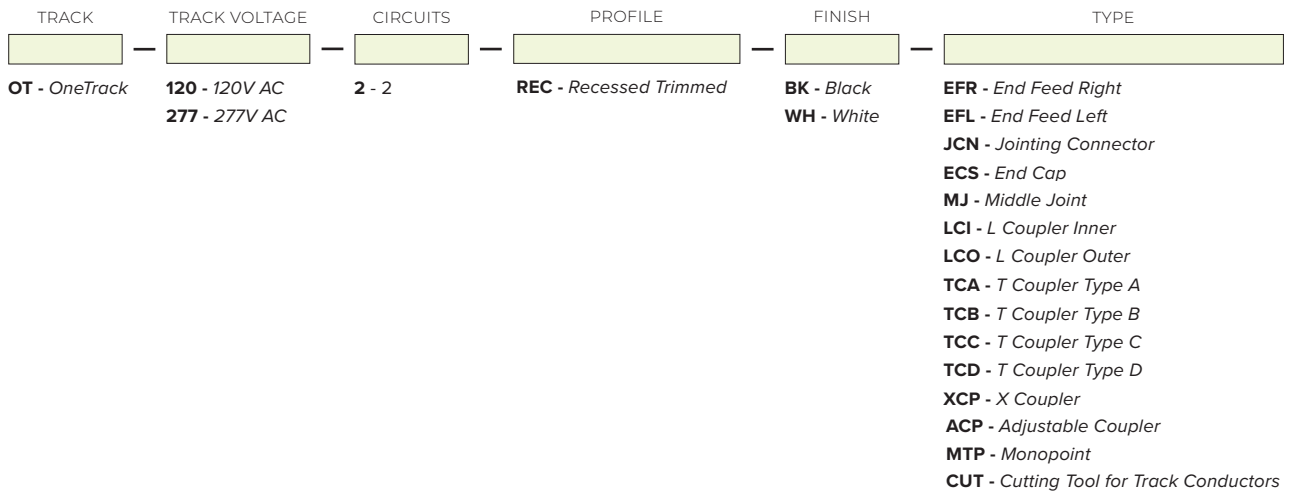 TRACK TRACK VOLTAGE CIRCUITS PROFILE FINISH TYPE
— — — — —
OT - OneTrack 120 - 120V AC 2 - 2 REC - Recessed Trimmed BK - Black EFR - End Feed Right
277 - 277V AC WH - White EFL - End Feed Left
JCN - Jointing Connector
ECS - End Cap
MJ - Middle Joint
LCI - L Coupler Inner
LCO - L Coupler Outer
TCA - T Coupler Type A
TCB - T Coupler Type B
TCC - T Coupler Type C
TCD - T Coupler Type D
XCP - X Coupler
ACP - Adjustable Coupler
MTP - Monopoint
CUT - Cutting Tool for Track Conductors